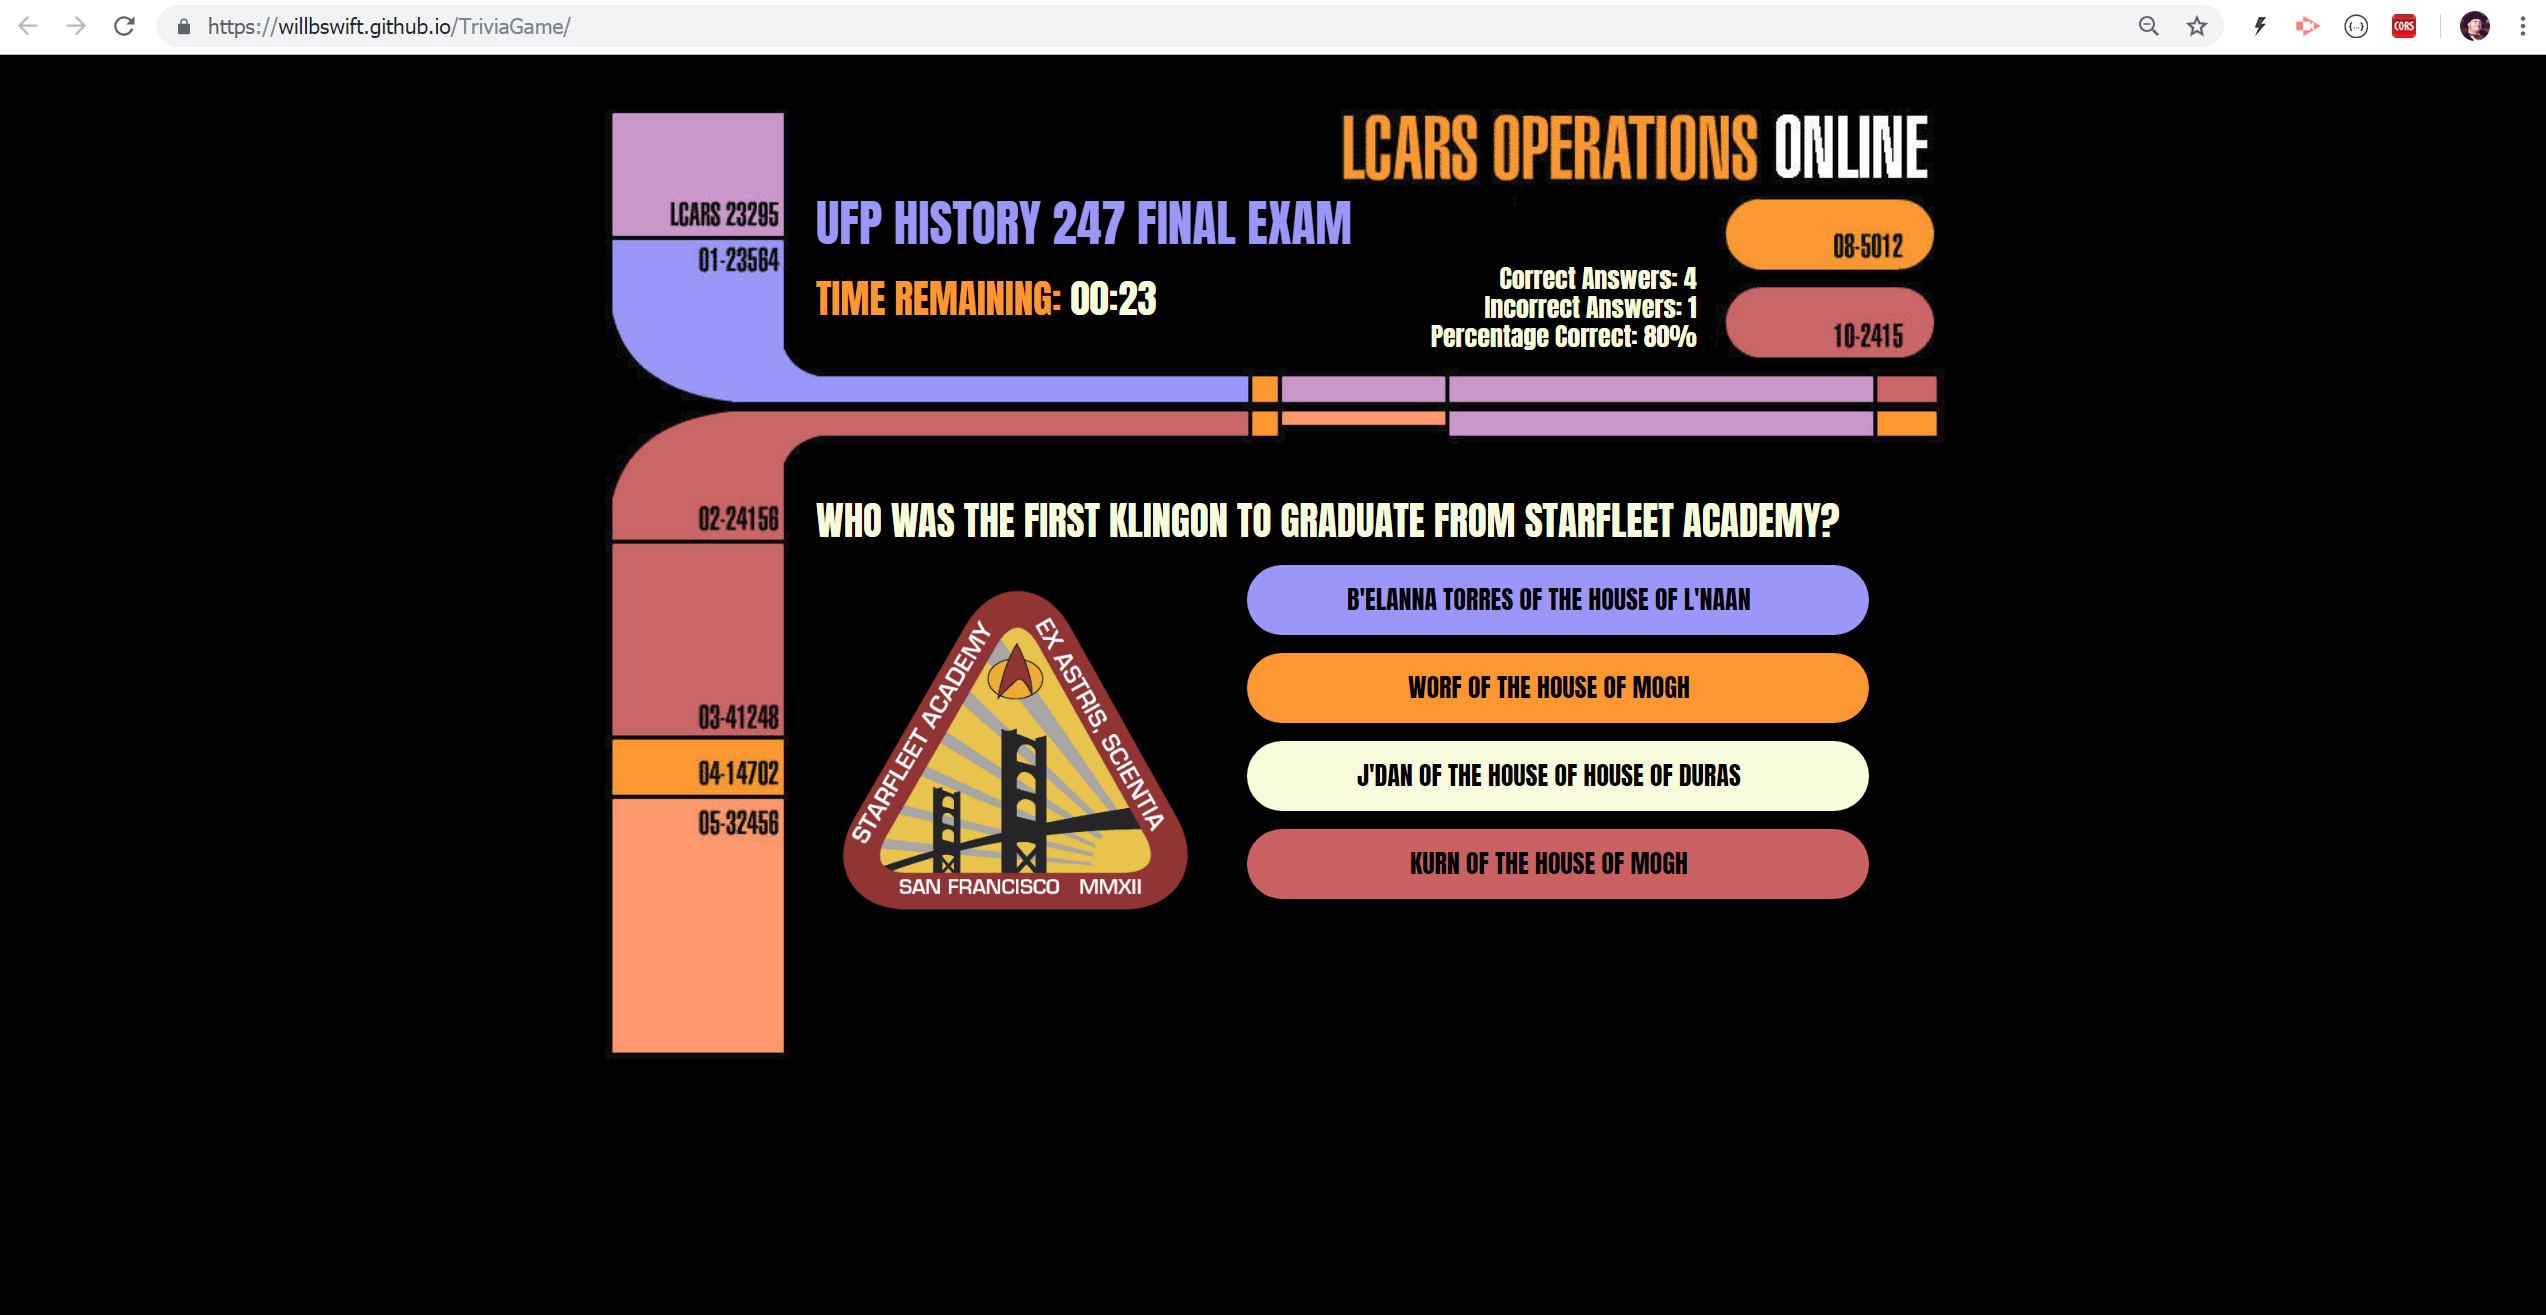 https://willbswift.github.io/TriviaGame/
CORS
LCARS OPERATIONS ONLINE
LCARS 23295
UFP HISTORY 247 FINAL EXAM
01-23564
08-5012
TIME REMAINING: 00:23
Correct Answers: 4
Incorrect Answers: 1
Percentage Correct: 80%
10-2415
02-24156
WHO WAS THE FIRST KLINGON TO GRADUATE FROM STARFLEET ACADEMY?
03-41248
04-14702
05-32456
STARFLEET ACADEMY
EX ASTRIS, SCIENTIA
SAN FRANCISCO MMXII
B'ELANNA TORRES OF THE HOUSE OF L'NAAN
WORF OF THE HOUSE OF MOGH
J'DAN OF THE HOUSE OF HOUSE OF DURAS
KURN OF THE HOUSE OF MOGH